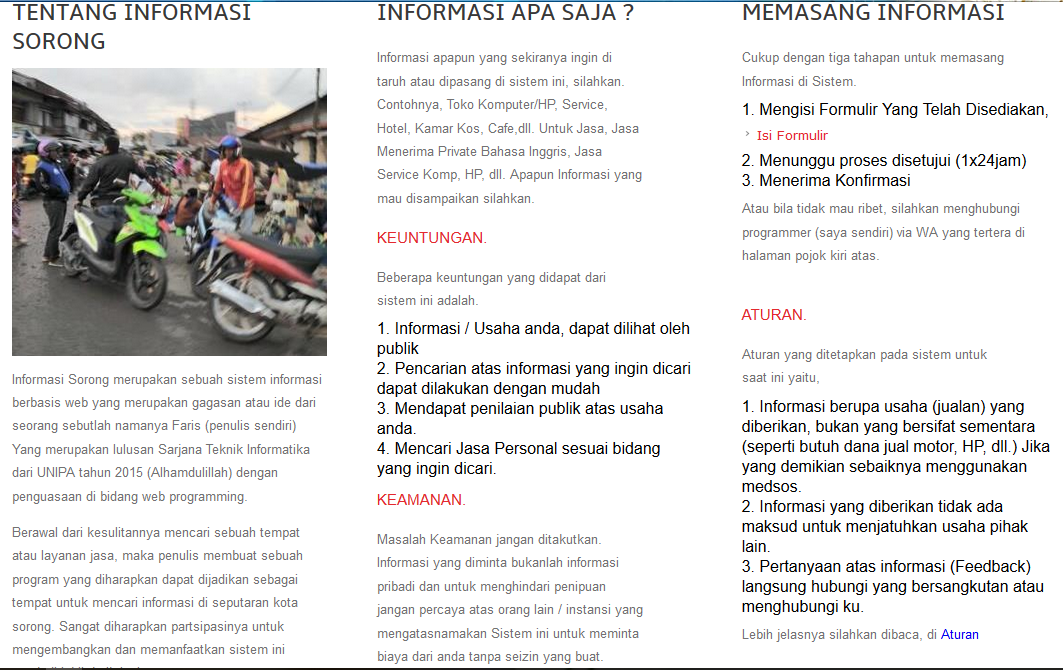 TENTANG INFORMASI
SORONG
Informasi Sorong merupakan sebuah sistem informasi
berbasis web yang merupakan gagasan atau ide dari
seorang sebutlah namanya Faris (penulis sendiri)
Yang merupakan lulusan Sarjana Teknik Informatika
dari UNIPA tahun 2015 (Alhamdulillah) dengan
penguasaan di bidang web programming.
Berawal dari kesulitannya mencari sebuah tempat
atau layanan jasa, maka penulis membuat sebuah
program yang diharapkan dapat dijadikan sebagai
tempat untuk mencari informasi di seputaran kota
sorong. Sangat diharapkan partsipasinya untuk
mengembangkan dan memanfaatkan sistem ini
INFORMASI APA SAJA ?
Informasi apapun yang sekiranya ingin di
taruh atau dipasang di sistem ini, silahkan.
Contohnya, Toko Komputer/HP, Service,
Hotel, Kamar Kos, Cafe,dll. Untuk Jasa, Jasa
Menerima Private Bahasa Inggris, Jasa
Service Komp, HP, dll. Apapun Informasi yang
mau disampaikan silahkan.
KEUNTUNGAN.
Beberapa keuntungan yang didapat dari
sistem ini adalah.
1. Informasi / Usaha anda, dapat dilihat oleh
publik
2. Pencarian atas informasi yang ingin dicari
dapat dilakukan dengan mudah
3. Mendapat penilaian publik atas usaha
anda.
4. Mencari Jasa Personal sesuai bidang
yang ingin dicari.
KEAMANAN.
Masalah Keamanan jangan ditakutkan.
Informasi yang diminta bukanlah informasi
pribadi dan untuk menghindari penipuan
jangan percaya atas orang lain / instansi yang
mengatasnamakan Sistem ini untuk meminta
biaya dari anda tanpa seizin yang buat.
MEMASANG INFORMASI
Cukup dengan tiga tahapan untuk memasang
Informasi di Sistem.
1. Mengisi Formulir Yang Telah Disediakan,
› Isi Formulir
2. Menunggu proses disetujui (1x24jam)
3. Menerima Konfirmasi
Atau bila tidak mau ribet, silahkan menghubungi
programmer (saya sendiri) via WA yang tertera di
halaman pojok kiri atas.
ATURAN.
Aturan yang ditetapkan pada sistem untuk
saat ini yaitu,
1. Informasi berupa usaha (jualan) yang
diberikan, bukan yang bersifat sementara
(seperti butuh dana jual motor, HP, dll.) Jika
yang demikian sebaiknya menggunakan
medsos.
2. Informasi yang diberikan tidak ada
maksud untuk menjatuhkan usaha pihak
lain.
3. Pertanyaan atas informasi (Feedback)
langsung hubungi yang bersangkutan atau
menghubungi ku.
Lebih jelasnya silahkan dibaca, di Aturan